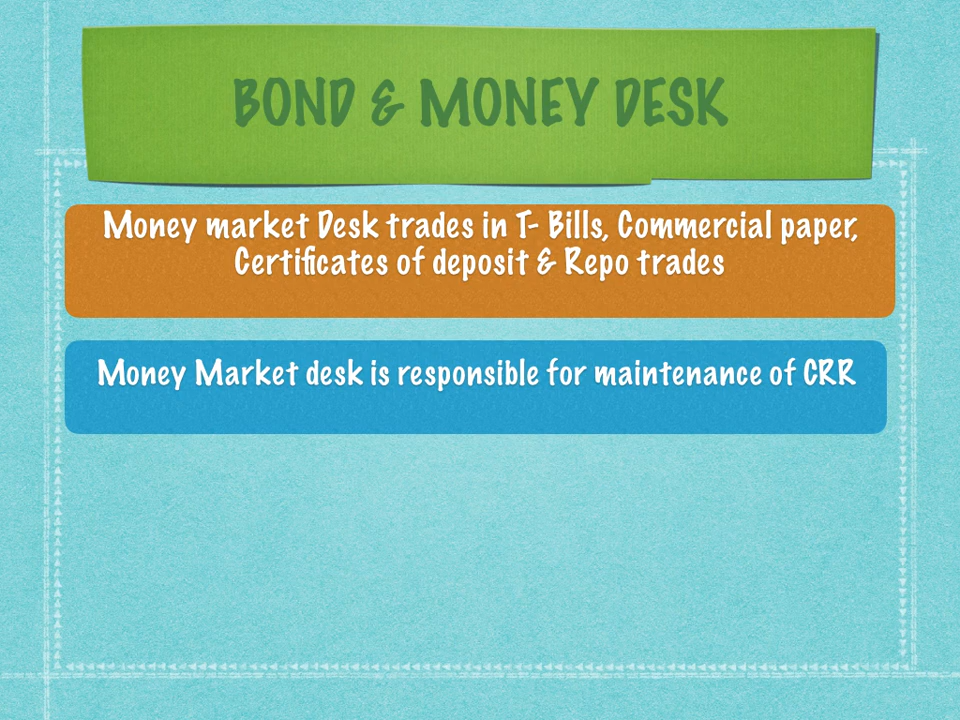 BOND & MONEY DESK
Money market Desk trades in T- Bills, Commercial paper,
Certificates of deposit & Repo trades
Money Market desk is responsible for maintenance of CRR